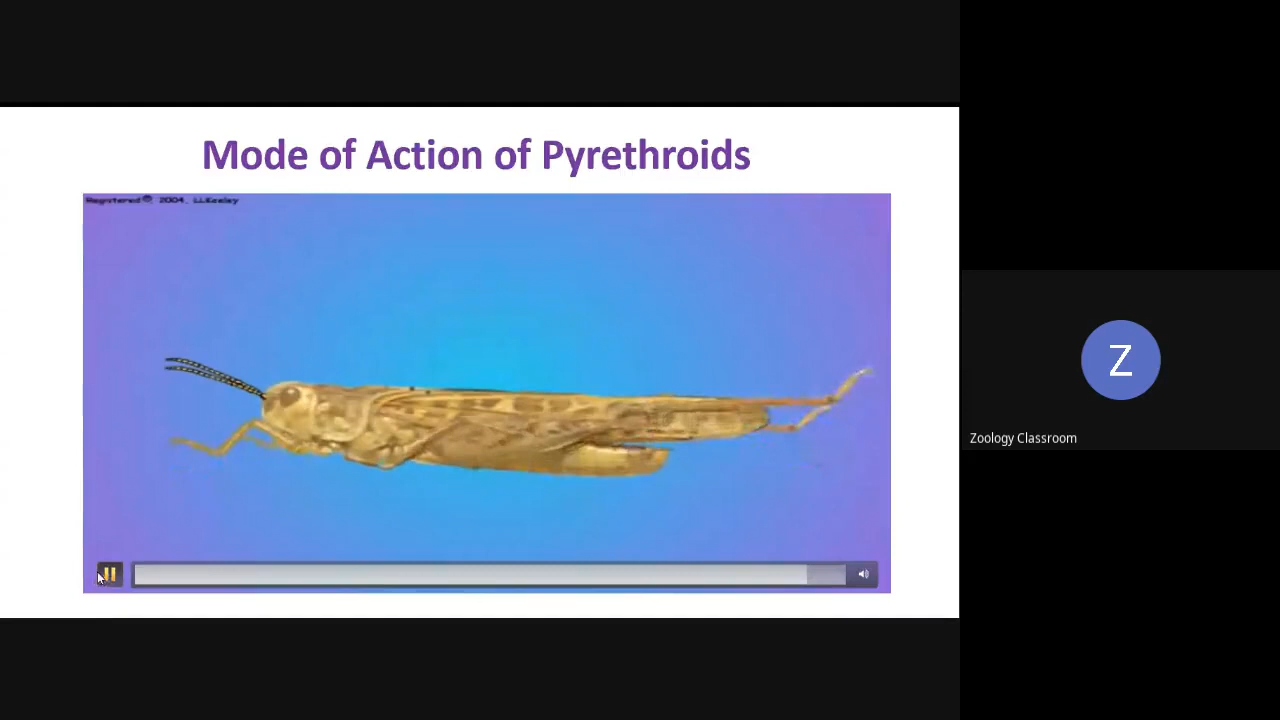 Mode of Action of Pyrethroids
Registered© 2004, LLKeeley
Z
Zoology Classroom